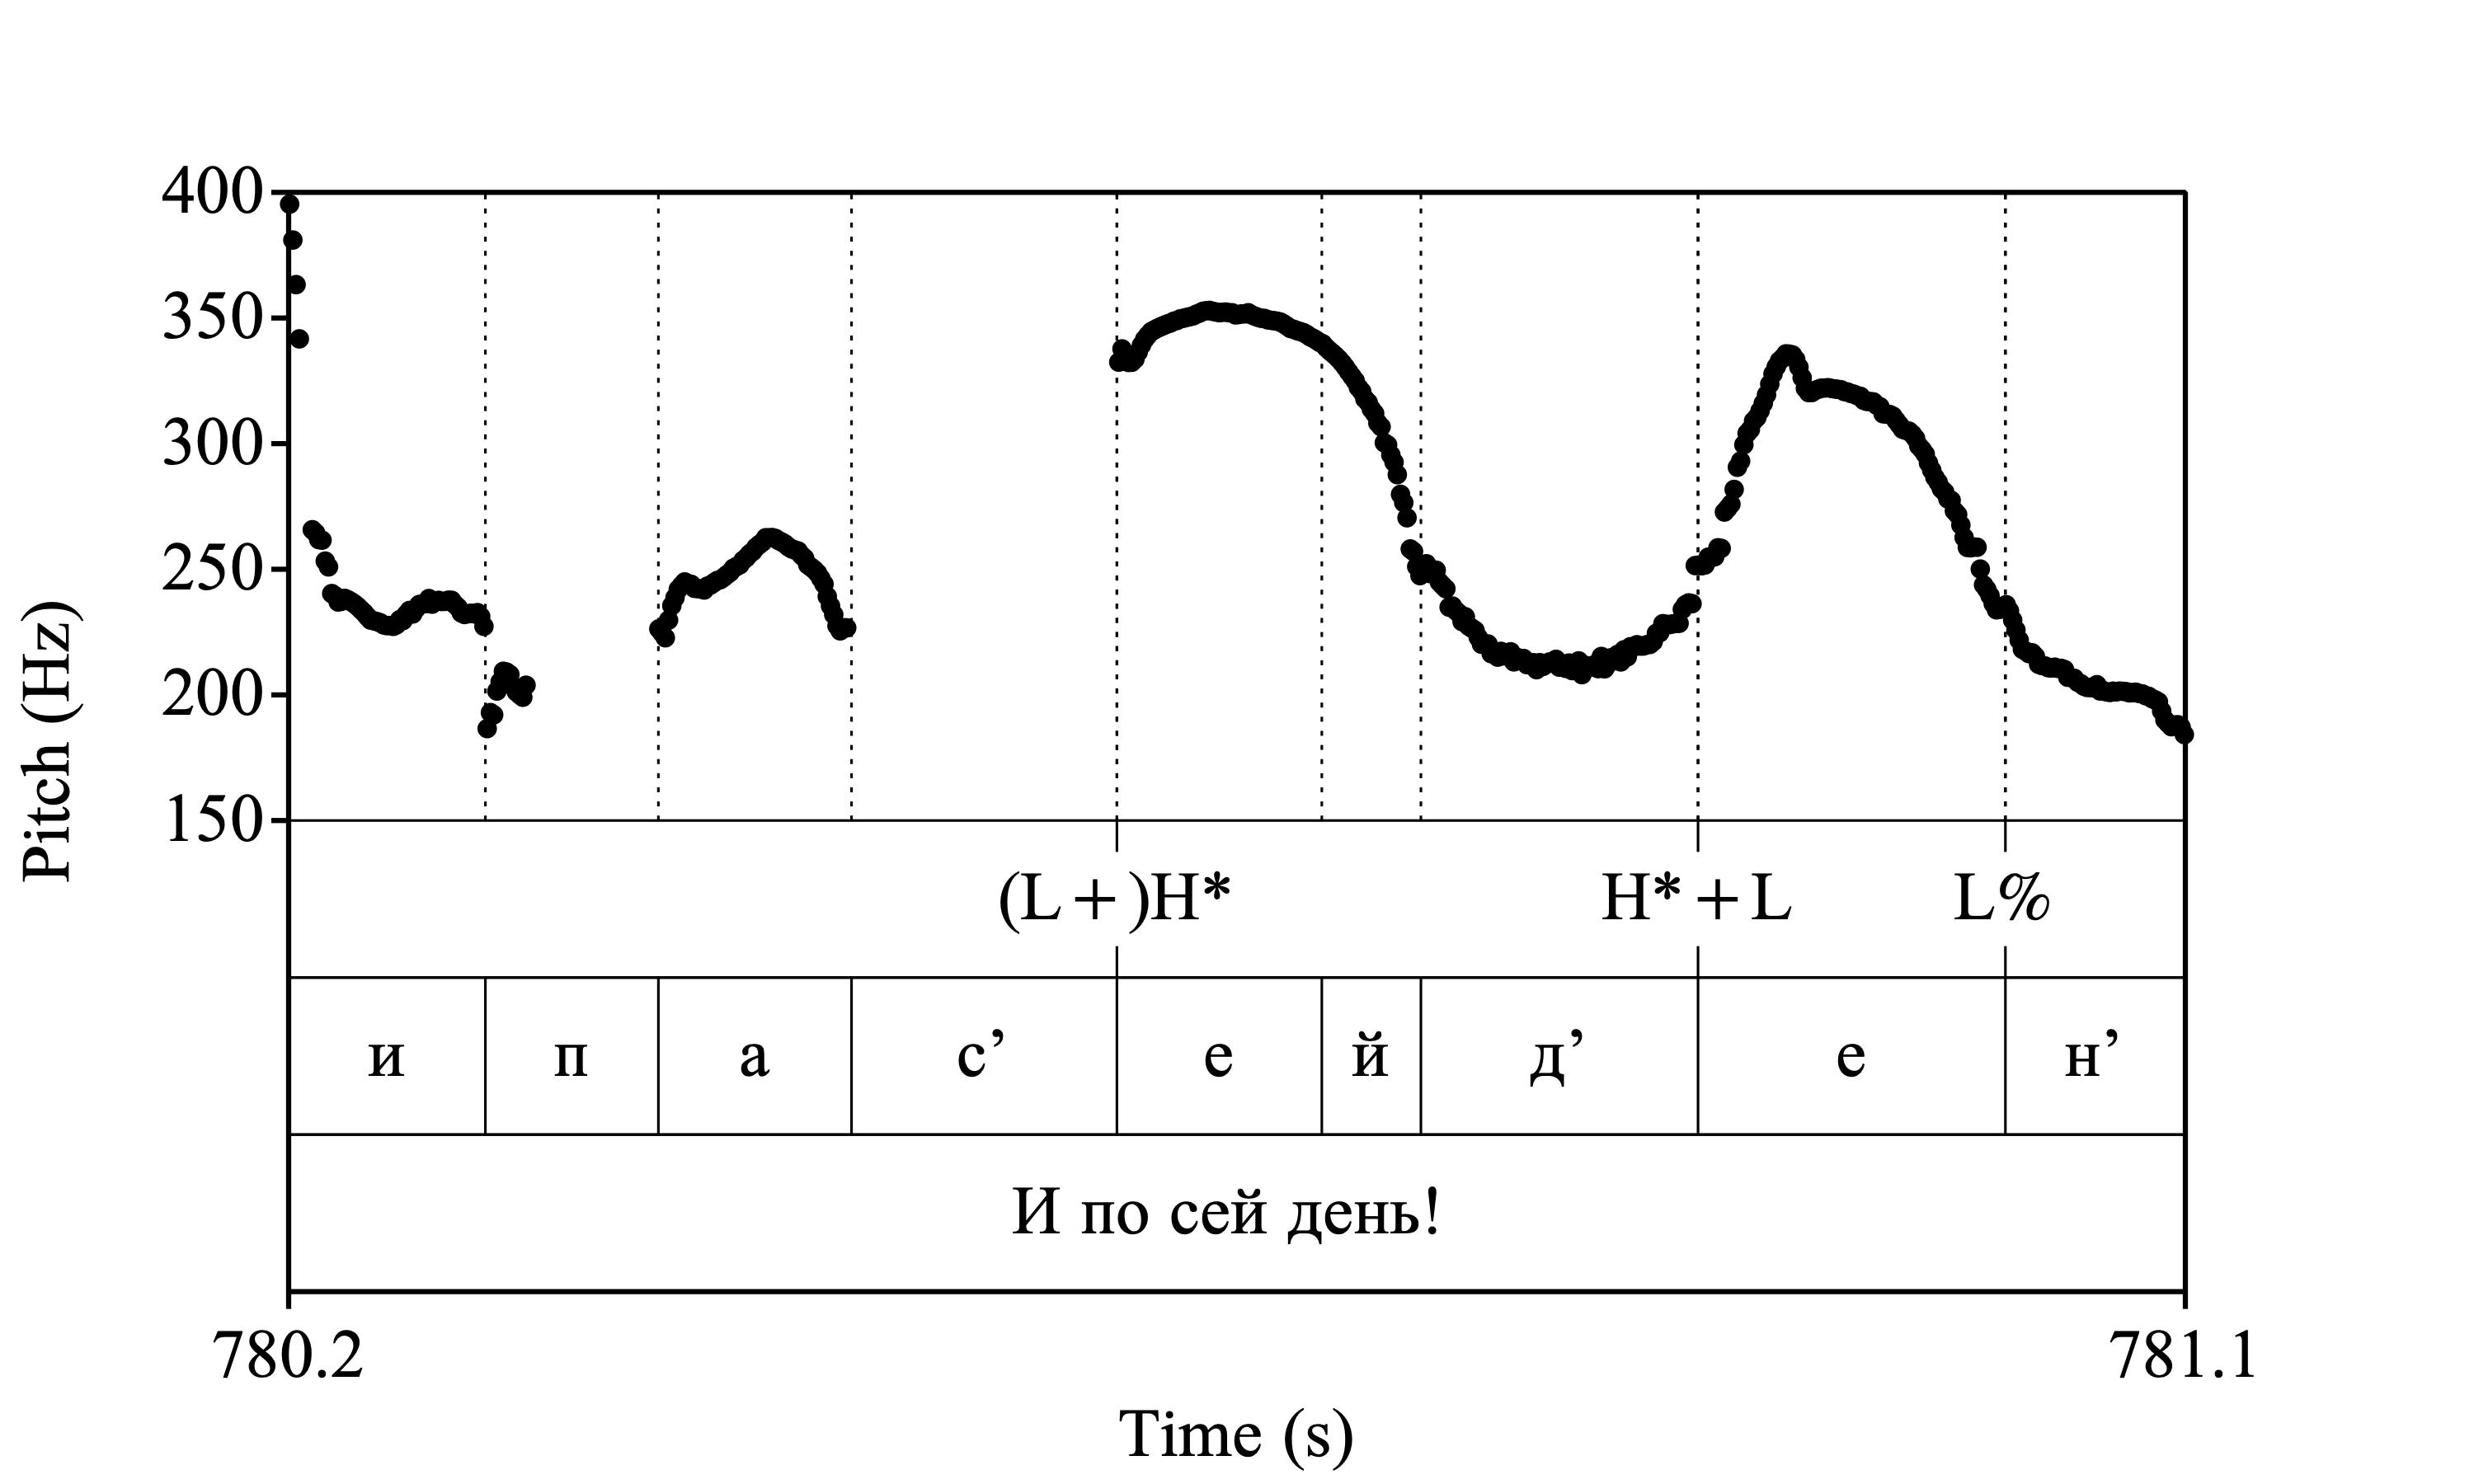 400
350
300
250
200
150
Pitch (Hz)
(L+)H* H*+L L%
и п а с’ е й д’ е н’
И по сей день!
780.2 781.1
Time (s)